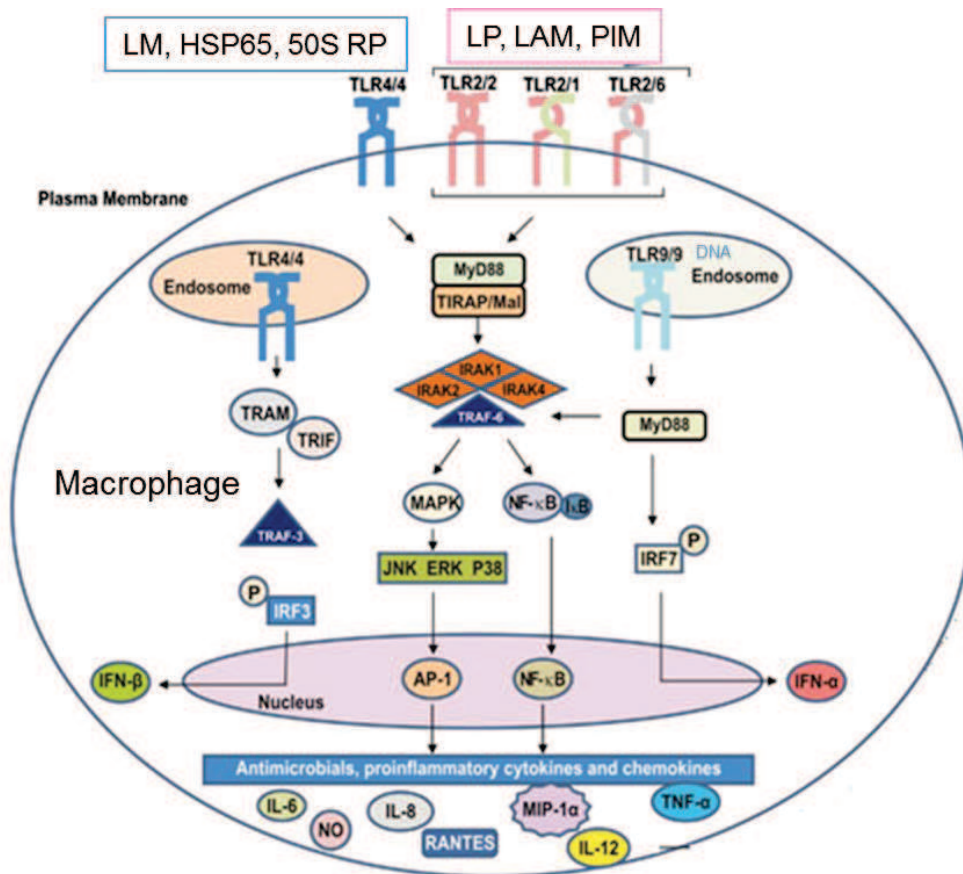 LM, HSP65, 50S RP
LP, LAM, PIM
TLR4/4
TLR2/2
TLR2/1
TLR2/6
Plasma Membrane
TLR4/4
Endosome
MyD88
TIRAP/Mal
TLR9/9 DNA
Endosome
IRAK1
IRAK2
IRAK4
TRAF-6
TRAM
TRIF
MyD88
Macrophage
MAPK
NF-κB
IκB
TRAF-3
JNK ERK P38
P
IRF7
P
IRF3
IFN-β
AP-1
NF-κB
IFN-α
Nucleus
Antimicrobials, proinflammatory cytokines and chemokines
IL-6
IL-8
MIP-1α
TNF-α
NO
RANTES
IL-12